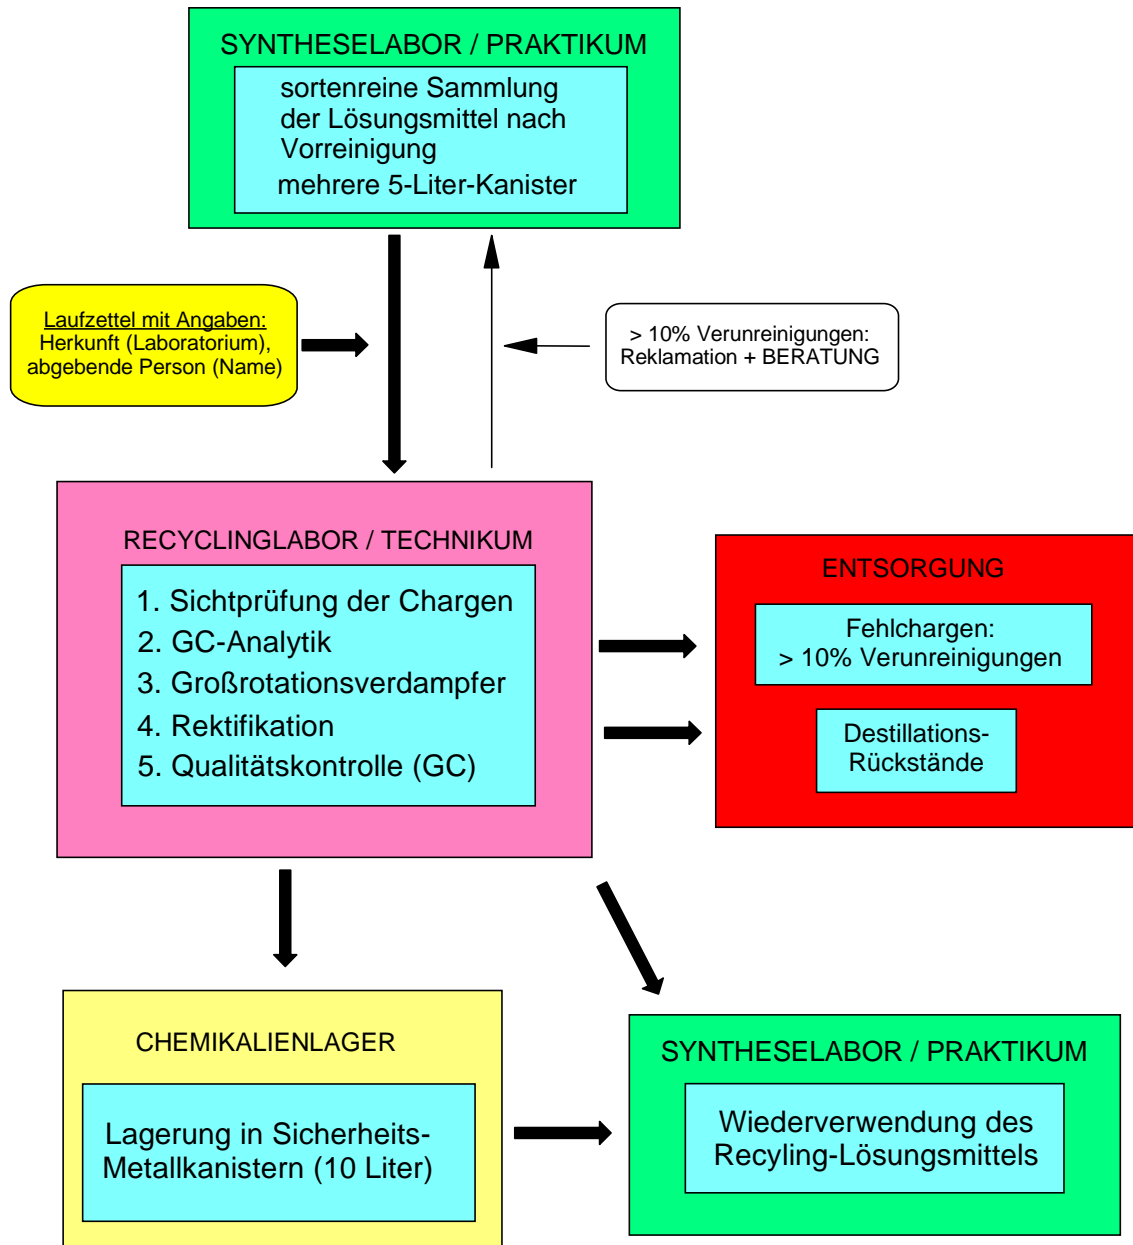 SYNTHESELABOR / PRAKTIKUM
sortenreine Sammlung
der Lösungsmittel nach
Vorreinigung
mehrere 5-Liter-Kanister
Laufzettel mit Angaben:
Herkunft (Laboratorium),
abgebende Person (Name)
> 10% Verunreinigungen:
Reklamation + BERATUNG
RECYCLINGLABOR / TECHNIKUM
1. Sichtprüfung der Chargen
2. GC-Analytik
3. Großrotationsverdampfer
4. Rektifikation
5. Qualitätskontrolle (GC)
ENTSORGUNG
Fehlchargen:
> 10% Verunreinigungen
Destillations-
Rückstände
CHEMIKALIENLAGER
Lagerung in Sicherheits-
Metallkanistern (10 Liter)
SYNTHESELABOR / PRAKTIKUM
Wiederverwendung des
Recyling-Lösungsmittels